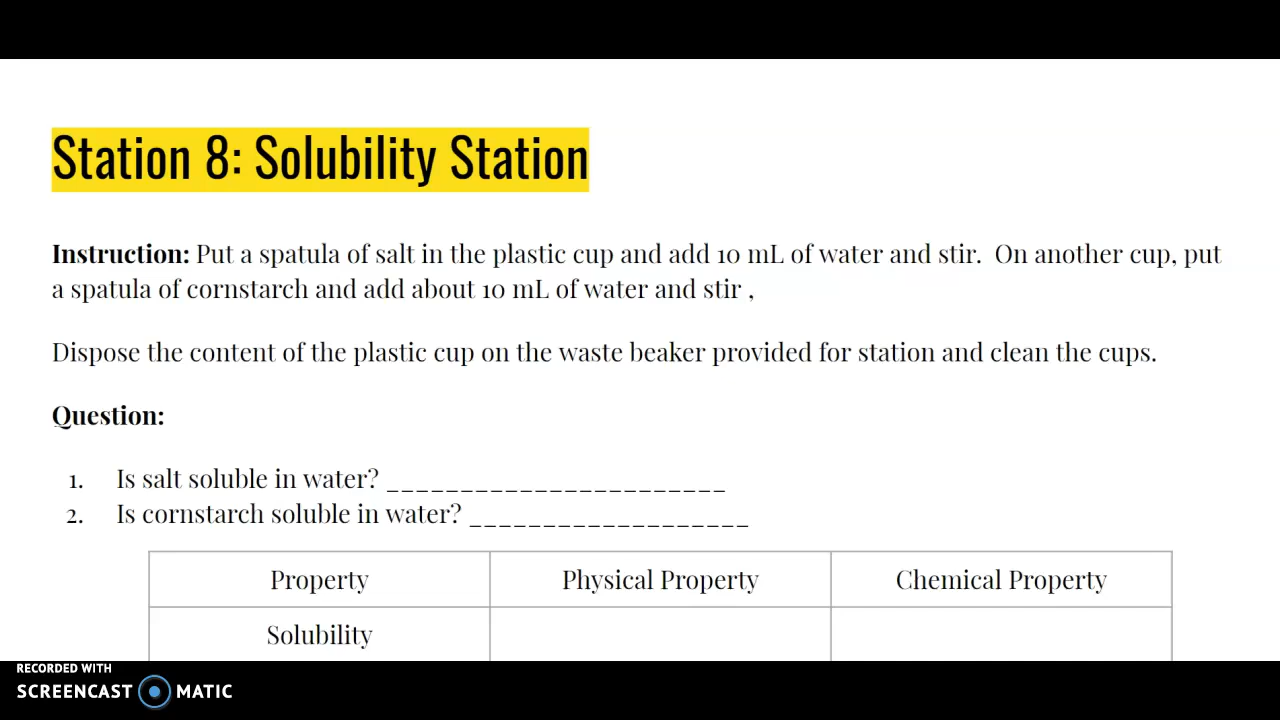 Station 8: Solubility Station
Instruction: Put a spatula of salt in the plastic cup and add 10 mL of water and stir.  On another cup, put
a spatula of cornstarch and add about 10 mL of water and stir ,
Dispose the content of the plastic cup on the waste beaker provided for station and clean the cups.
Question:
1. Is salt soluble in water? _______________________
2. Is cornstarch soluble in water? ___________________
Property Physical Property Chemical Property
Solubility
RECORDED WITH
SCREENCAST MATIC